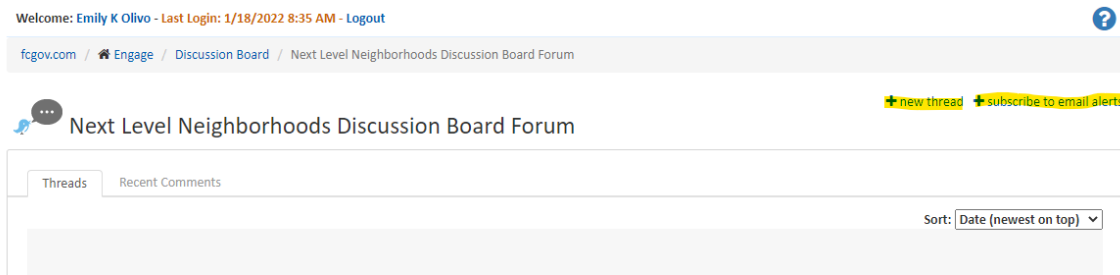 Welcome: Emily K Olivo - Last Login: 1/18/2022 8:35 AM - Logout
?
fcgov.com / Engage / Discussion Board / Next Level Neighborhoods Discussion Board Forum
+ new thread + subscribe to email alerts
Next Level Neighborhoods Discussion Board Forum
Threads Recent Comments
Sort: Date (newest on top)